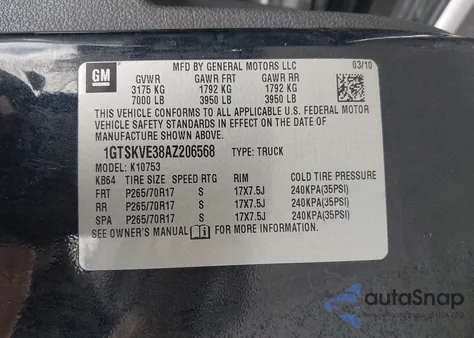 GM
MFD BY GENERAL MOTORS LLC
03/10
GVWR GAWR FRT GAWR RR
3175 KG 1792 KG 1792 KG
7000 LB 3950 LB 3950 LB
THIS VEHICLE CONFORMS TO ALL APPLICABLE U.S. FEDERAL MOTOR
VEHICLE SAFETY STANDARDS IN EFFECT ON THE DATE OF
MANUFACTURE SHOWN ABOVE.
1GTSKVE38AZ206568 TYPE: TRUCK
MODEL: K10753
KB64 TIRE SIZE SPEED RTG RIM COLD TIRE PRESSURE
FRT P265/70R17 S 17X7.5J 240KPA(35PSI)
RR P265/70R17 S 17X7.5J 240KPA(35PSI)
SPA P265/70R17 S 17X7.5J 240KPA(35PSI)
SEE OWNER'S MANUAL FOR MORE INFORMATION.
autoSnap